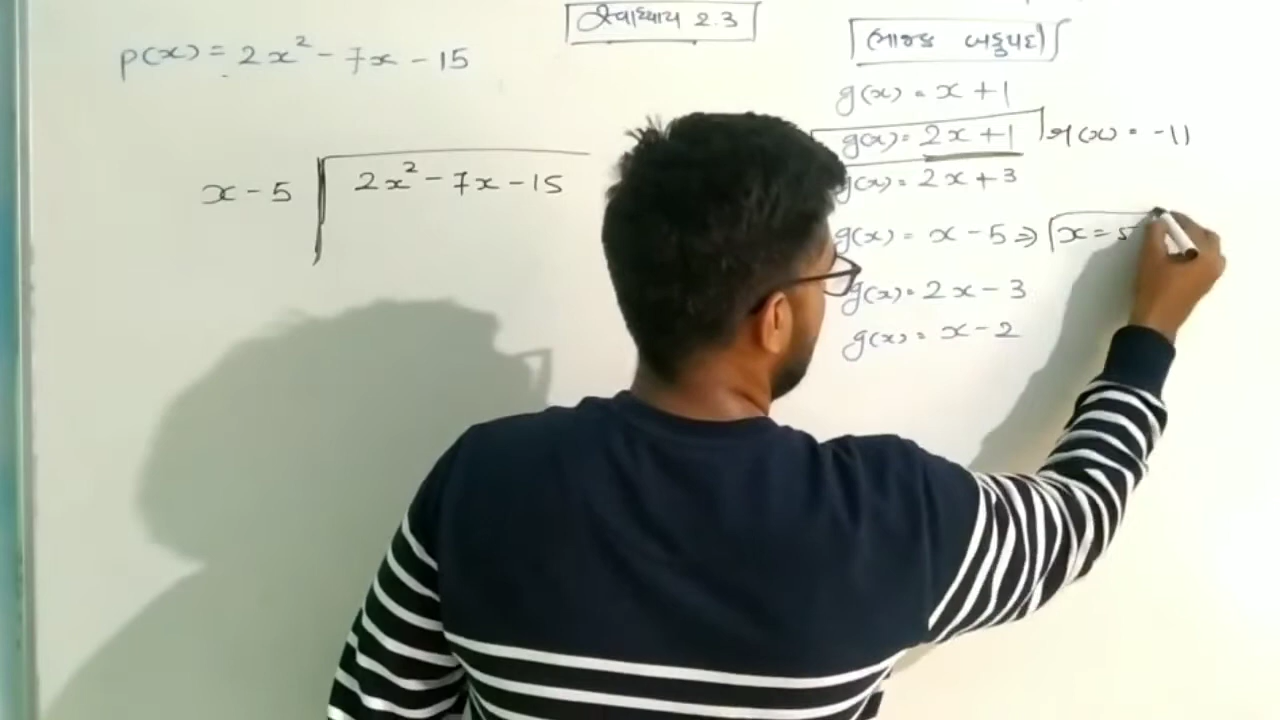 સ્વાધ્યાય 2.3
p(x) = 2x² - 7x - 15
x - 5
2x² - 7x - 15
ભાજક બહુપદી
g(x) = x + 1
g(x) = 2x + 1 r(x) = -11
g(x) = 2x + 3
g(x) = x - 5 ⇒ x = 5
g(x) = 2x - 3
g(x) = x - 2